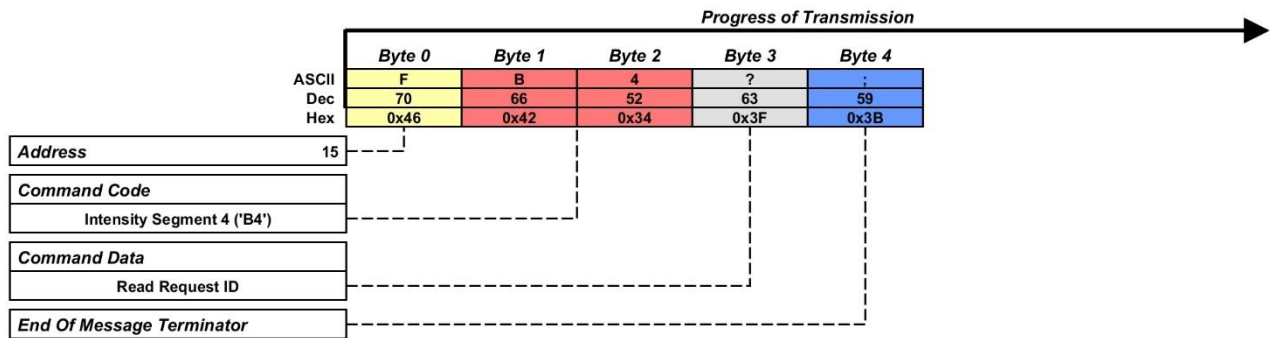 Progress of Transmission
Byte 0 Byte 1 Byte 2 Byte 3 Byte 4
ASCII F B 4 ? ;
Dec 70 66 52 63 59
Hex 0x46 0x42 0x34 0x3F 0x3B
Address 15
Command Code
Intensity Segment 4 ('B4')
Command Data
Read Request ID
End Of Message Terminator